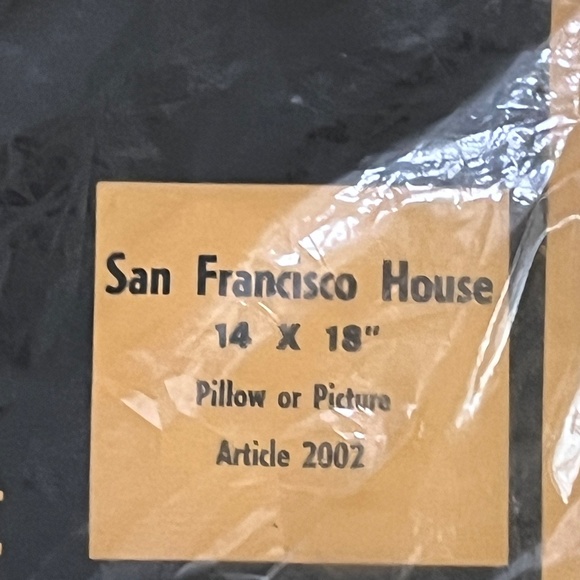 San Francisco House
14 X 18"
Pillow or Picture
Article 2002